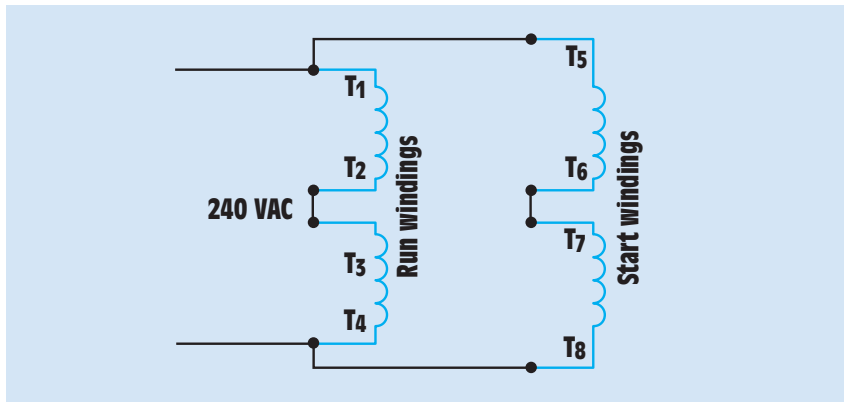 T5
T1
T2
T6
240 VAC
Run windings
Start windings
T7
T3
T4
T8